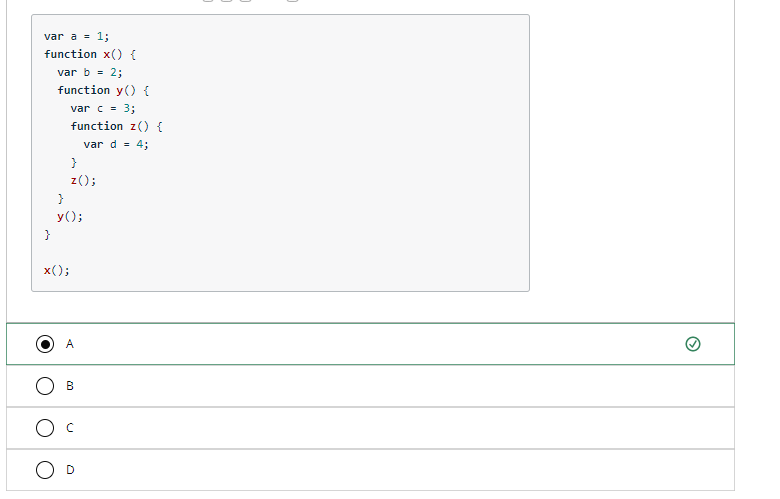 var a = 1;
function x() {
  var b = 2;
  function y() {
    var c = 3;
    function z() {
      var d = 4;
    }
    z();
  }
  y();
}
x();
A
B
C
D